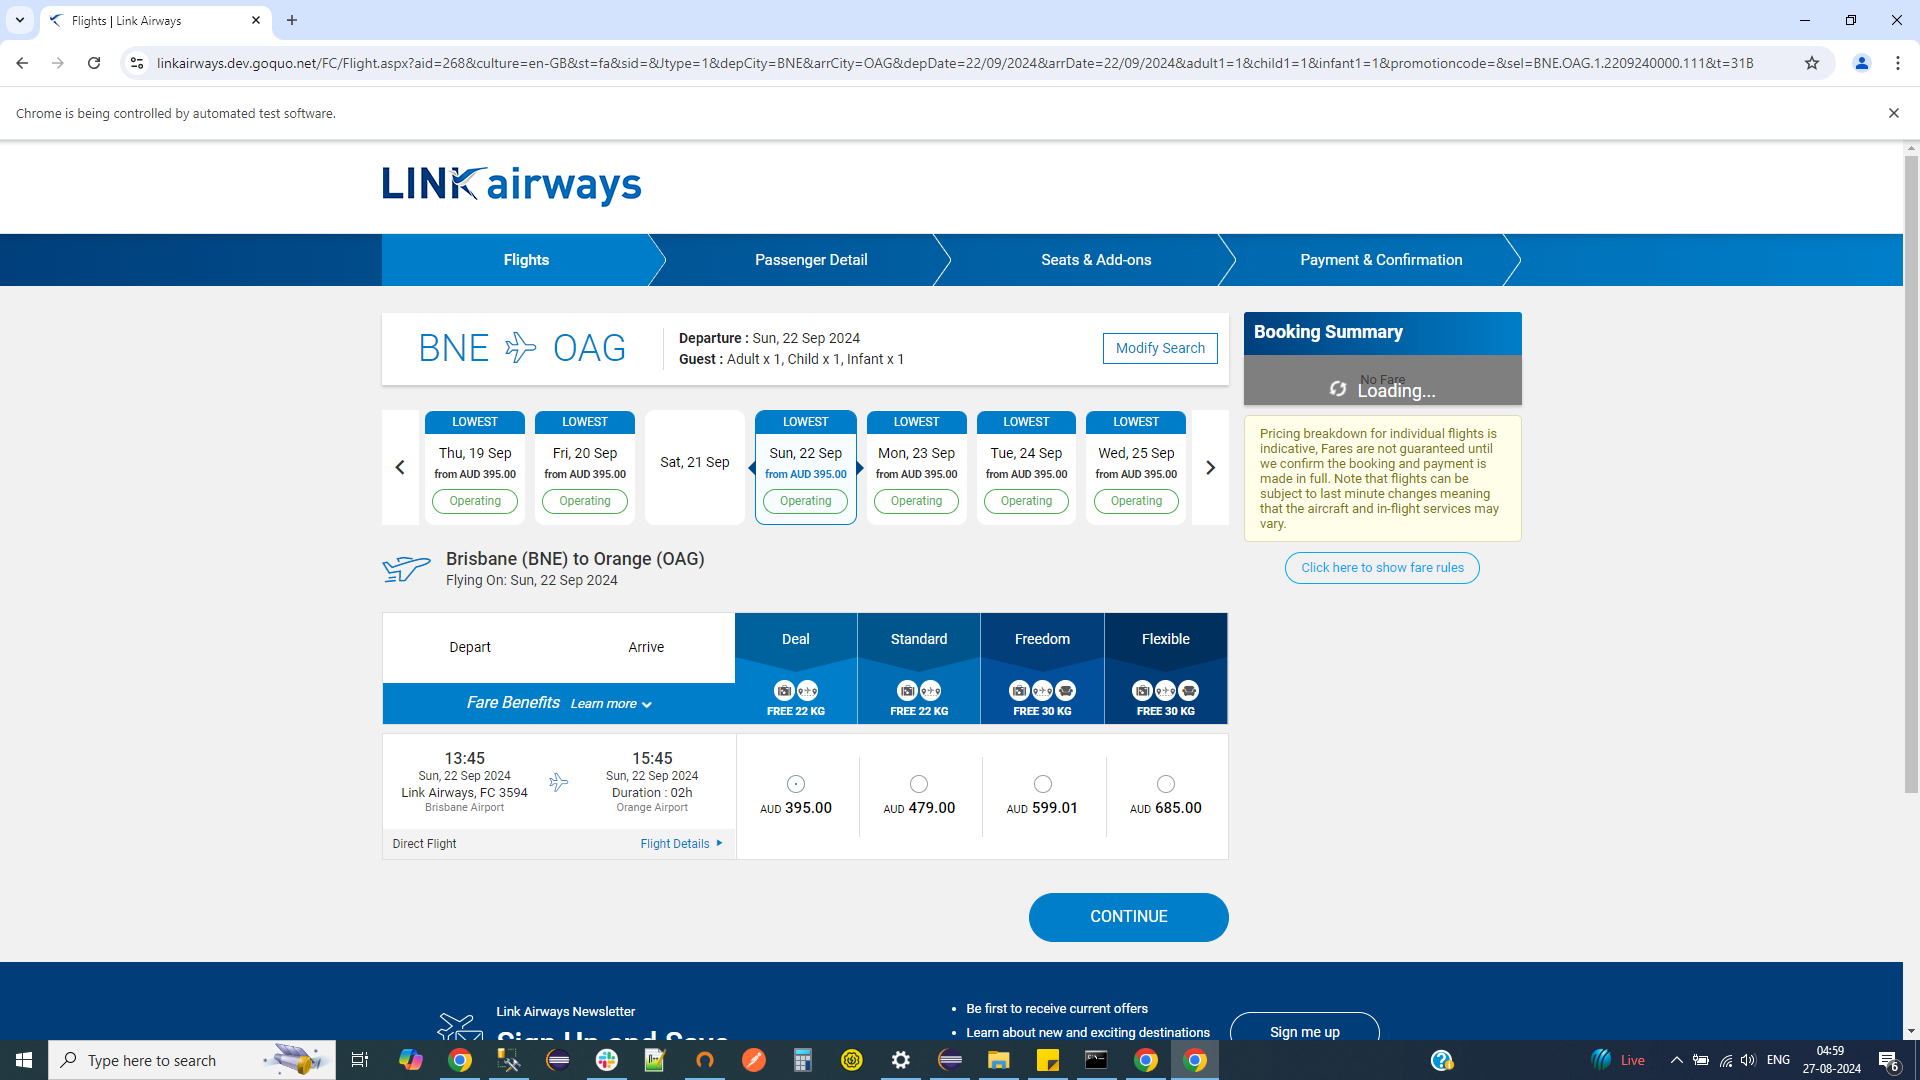 Flights | Link Airways
linkairways.dev.goquo.net/FC/Flight.aspx?aid=268&culture=en-GB&st=fa&sid=&Jtype=1&depCity=BNE&arrCity=OAG&depDate=22/09/2024&arrDate=22/09/2024&adult1=1&child1=1&infant1=1&promotioncode=&sel=BNE.OAG.1.2209240000.111&t=31B
Chrome is being controlled by automated test software.
LINK airways
Flights
Passenger Detail
Seats & Add-ons
Payment & Confirmation
BNE OAG
Departure : Sun, 22 Sep 2024
Guest : Adult x 1, Child x 1, Infant x 1
Modify Search
Booking Summary
No Fare
Loading...
LOWEST
Thu, 19 Sep
from AUD 395.00
Operating
LOWEST
Fri, 20 Sep
from AUD 395.00
Operating
Sat, 21 Sep
LOWEST
Sun, 22 Sep
from AUD 395.00
Operating
LOWEST
Mon, 23 Sep
from AUD 395.00
Operating
LOWEST
Tue, 24 Sep
from AUD 395.00
Operating
LOWEST
Wed, 25 Sep
from AUD 395.00
Operating
Pricing breakdown for individual flights is
indicative, Fares are not guaranteed until
we confirm the booking and payment is
made in full. Note that flights can be
subject to last minute changes meaning
that the aircraft and in-flight services may
vary.
Click here to show fare rules
Brisbane (BNE) to Orange (OAG)
Flying On: Sun, 22 Sep 2024
Depart
Arrive
Deal
Standard
Freedom
Flexible
Fare Benefits Learn more
FREE 22 KG
FREE 22 KG
FREE 30 KG
FREE 30 KG
13:45
Sun, 22 Sep 2024
Link Airways, FC 3594
Brisbane Airport
15:45
Sun, 22 Sep 2024
Duration : 02h
Orange Airport
AUD 395.00
AUD 479.00
AUD 599.01
AUD 685.00
Direct Flight
Flight Details
CONTINUE
Link Airways Newsletter
Sign Up and Save
Be first to receive current offers
Learn about new and exciting destinations
Sign me up
Type here to search
Live
ENG
04:59
27-08-2024
6